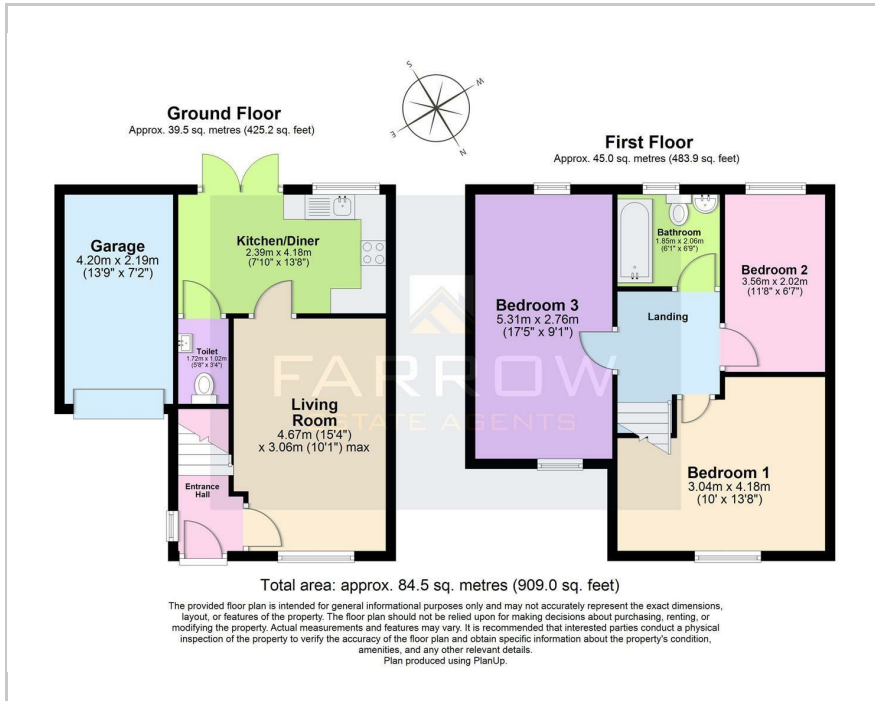 Ground Floor
Approx. 39.5 sq. metres (425.2 sq. feet)
S
W
E
N
First Floor
Approx. 45.0 sq. metres (483.9 sq. feet)
Garage
4.20m x 2.19m
(13'9" x 7'2")
Kitchen/Diner
2.39m x 4.18m
(7'10" x 13'8")
Toilet
1.72m x 1.02m
(5'8" x 3'4")
Living
Room
4.67m (15'4")
x 3.06m (10'1") max
Entrance
Hall
Bedroom 3
5.31m x 2.76m
(17'5" x 9'1")
Bathroom
1.85m x 2.06m
(6'1" x 6'9")
Bedroom 2
3.56m x 2.02m
(11'8" x 6'7")
Landing
Bedroom 1
3.04m x 4.18m
(10' x 13'8")
FARROW
ESTATE AGENTS
Total area: approx. 84.5 sq. metres (909.0 sq. feet)
The provided floor plan is intended for general informational purposes only and may not accurately represent the exact dimensions,
layout, or features of the property. The floor plan should not be relied upon for making decisions about purchasing, renting, or
modifying the property. Actual measurements and features may vary. It is recommended that interested parties conduct a physical
inspection of the property to verify the accuracy of the floor plan and obtain specific information about the property's condition,
amenities, and any other relevant details.
Plan produced using PlanUp.